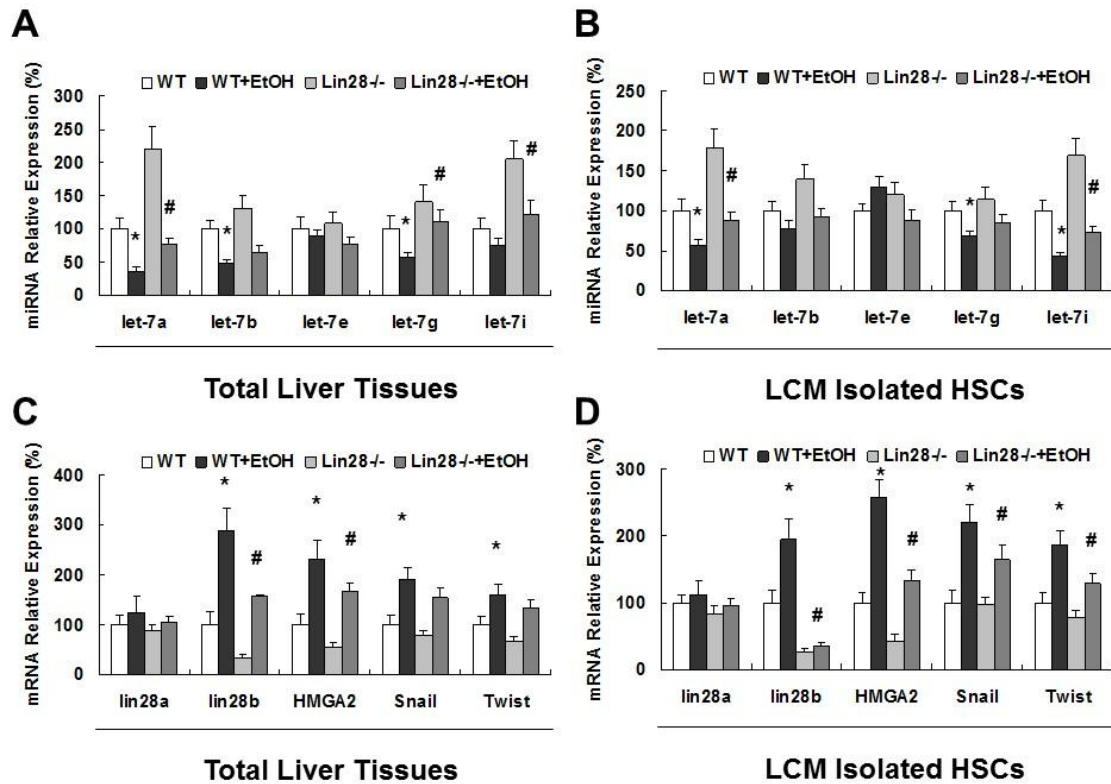 A
miRNA Relative Expression (%)
WT WT+EtOH Lin28-/- Lin28-/-+EtOH
300
250
200
150
100
50
0
* # * * # #
let-7a let-7b let-7e let-7g let-7i
Total Liver Tissues
B
miRNA Relative Expression (%)
WT WT+EtOH Lin28-/- Lin28-/-+EtOH
250
200
150
100
50
0
* # * * #
let-7a let-7b let-7e let-7g let-7i
LCM Isolated HSCs
C
mRNA Relative Expression (%)
WT WT+EtOH Lin28-/- Lin28-/-+EtOH
400
300
200
100
0
* # * # * *
lin28a lin28b HMGA2 Snail Twist
Total Liver Tissues
D
mRNA Relative Expression (%)
WT WT+EtOH Lin28-/- Lin28-/-+EtOH
300
200
100
0
* # * # * # * #
lin28a lin28b HMGA2 Snail Twist
LCM Isolated HSCs